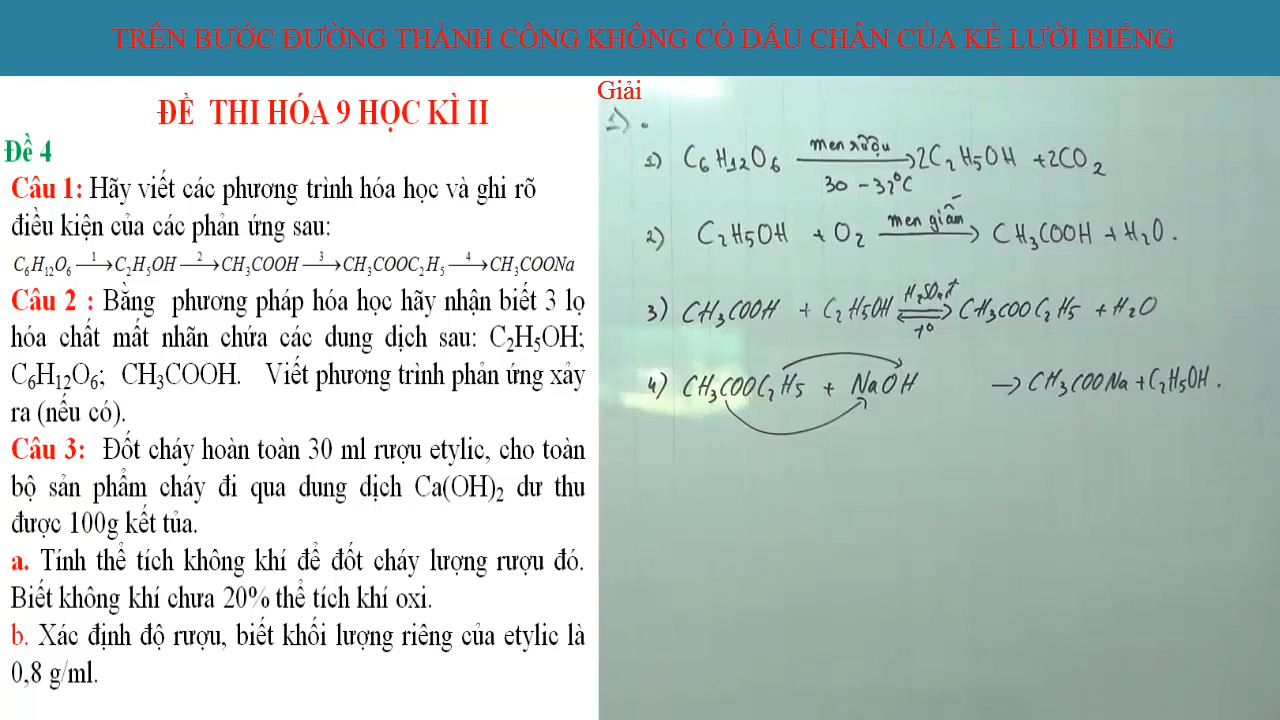 TRÊN BƯỚC ĐƯỜNG THÀNH CÔNG KHÔNG CÓ DẤU CHÂN CỦA KẺ LƯỜI BIẾNG
ĐỀ THI HÓA 9 HỌC KÌ II
Đề 4
Câu 1: Hãy viết các phương trình hóa học và ghi rõ
điều kiện của các phản ứng sau:
C₆H₁₂O₆ —1→ C₂H₅OH —2→ CH₃COOH —3→ CH₃COOC₂H₅ —4→ CH₃COONa
Câu 2 : Bằng phương pháp hóa học hãy nhận biết 3 lọ
hóa chất mất nhãn chứa các dung dịch sau: C₂H₅OH;
C₆H₁₂O₆; CH₃COOH. Viết phương trình phản ứng xảy
ra (nếu có).
Câu 3: Đốt cháy hoàn toàn 30 ml rượu etylic, cho toàn
bộ sản phẩm cháy đi qua dung dịch Ca(OH)₂ dư thu
được 100g kết tủa.
a. Tính thể tích không khí để đốt cháy lượng rượu đó.
Biết không khí chưa 20% thể tích khí oxi.
b. Xác định độ rượu, biết khối lượng riêng của etylic là
0,8 g/ml.
Giải
1) .
1) C₆H₁₂O₆ —men rượu→ 2C₂H₅OH + 2CO₂
30 - 32°C
2) C₂H₅OH + O₂ —men giấm→ CH₃COOH + H₂O.
3) CH₃COOH + C₂H₅OH ⇌ CH₃COOC₂H₅ + H₂O
H₂SO₄đ
t°
4) CH₃COOC₂H₅ + NaOH → CH₃COONa + C₂H₅OH.